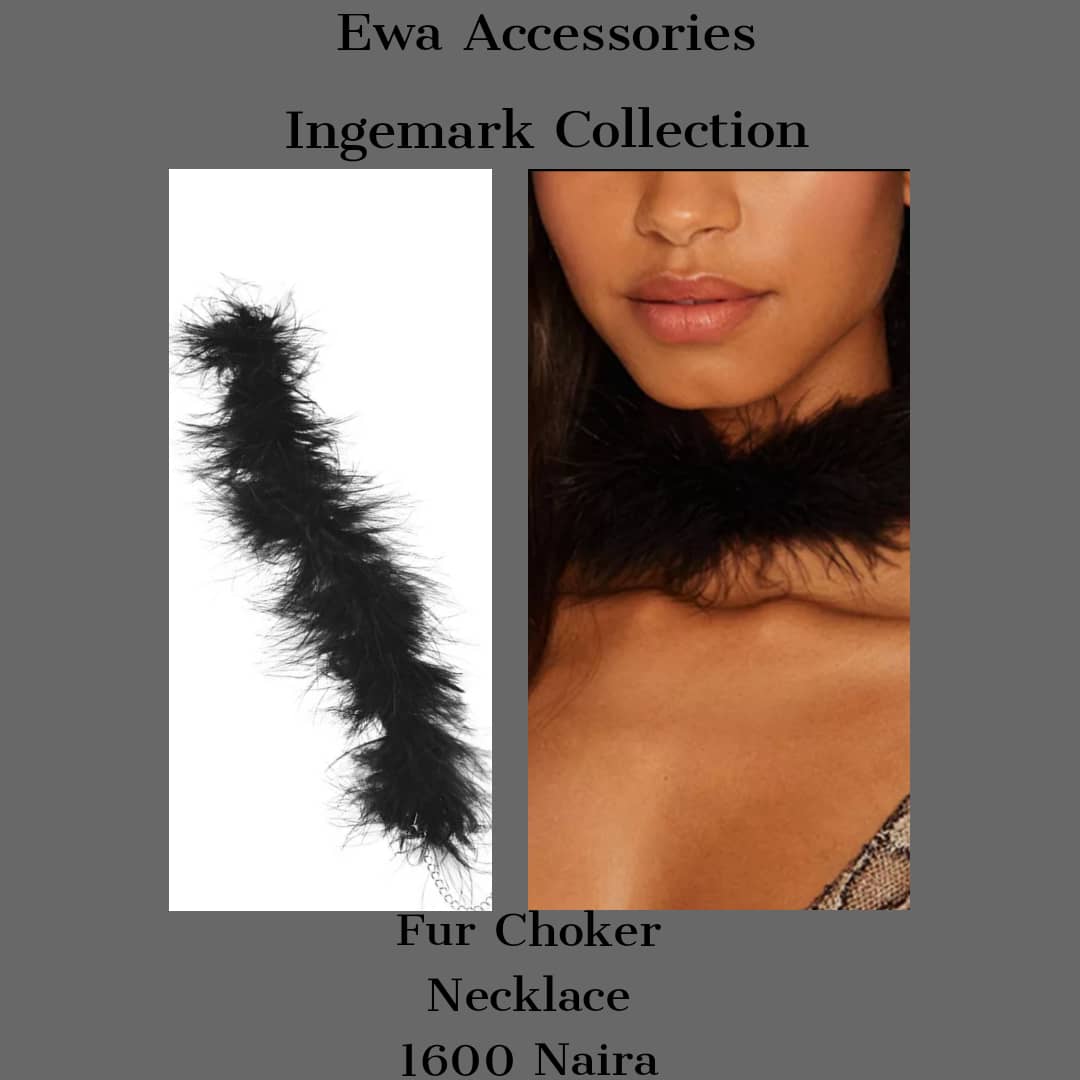 Ewa Accessories
Ingemark Collection
Fur Choker
Necklace
1600 Naira